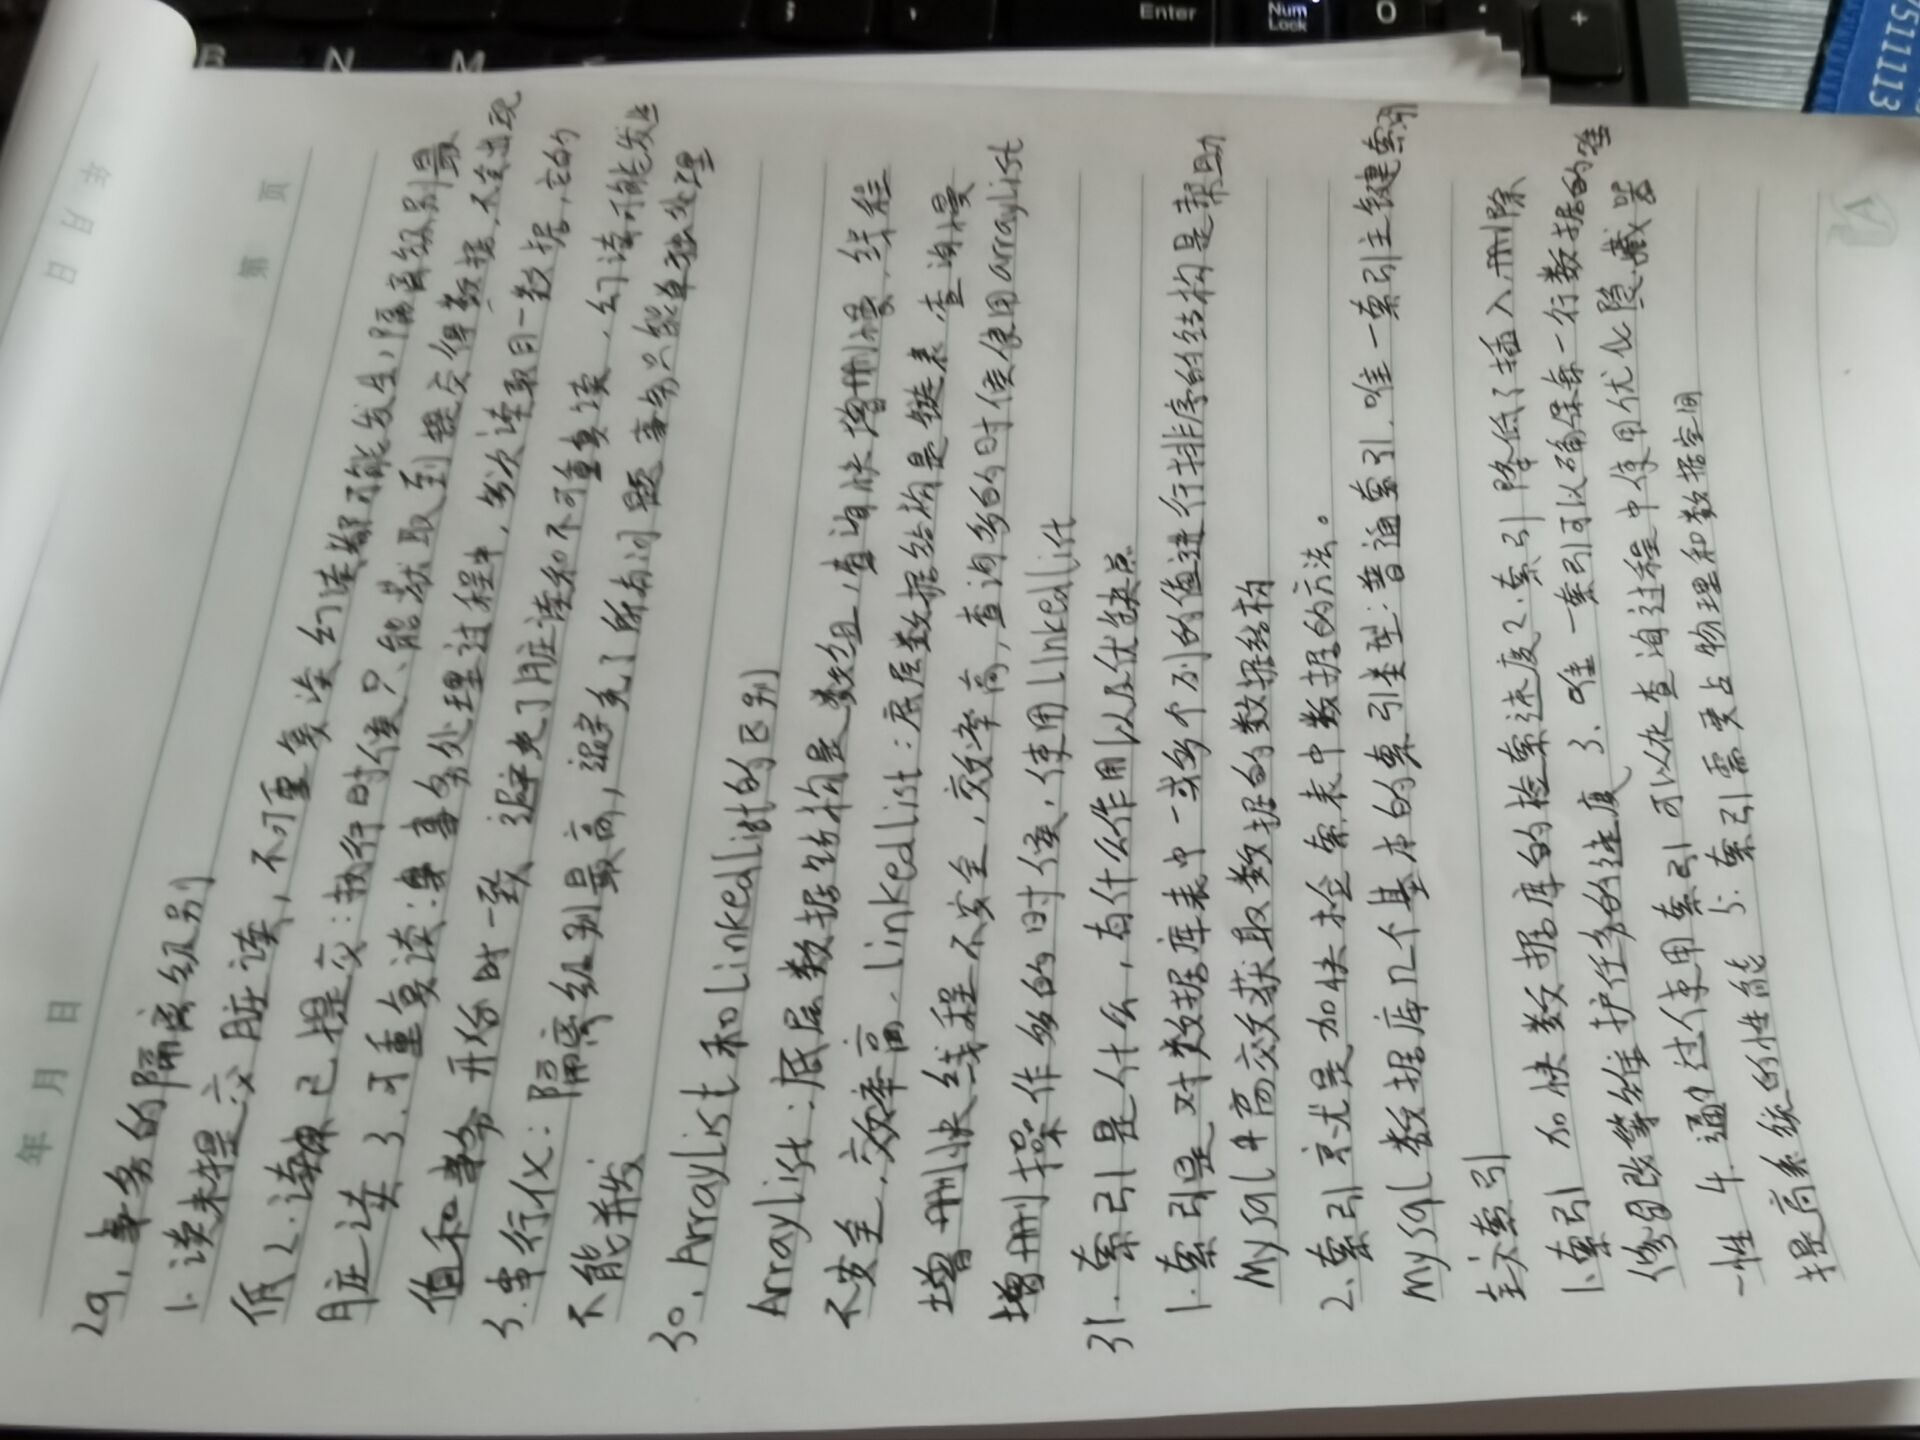 B N M < ; , Enter Num Lock 0 . +
7511113
年 月 日
年 月 日
第 页
29、事务的隔离级别
1.读未提交 脏读,不可重复读 幻读都可能发生,隔离级别最
低 2.读已提交:执行时候只能获取到提交得数据,不会出现
脏读 3.可重复读:事务处理过程中,多次读取同一数据,它的
值和事务开始时一致 避免了脏读和不可重复读,幻读可能发生
3.串行化:隔离级别最高,避免了所有问题 事务只能单独处理
不能并发
30、Arraylist和Linkedlist的区别
Arraylist:底层数据结构是数组,查询快增删慢,线程
不安全,效率高、linkedlist:底层数据结构是链表、查询慢
增删快 线程不安全,效率高,查询多的时候使用arraylist
增删操作多的时候,使用linkedlist
31.索引是什么,有什么作用以及优缺点
1.索引是对数据库表中一或多个列的值进行排序的结构是帮助
Mysql高效获取数据的数据结构
2.索引就是加快检索表中数据的方法。
Mysql数据库几个基本的索引类型:普通索引.唯一索引主键索引
全文索引
1.索引 加快数据库的检索速度2.索引降低了插入.删除
修改等维护任务的速度 3.唯一索引可以确保每一行数据的唯
一性 4.通过使用索引可以在查询过程中使用优化隐藏器
提高系统的性能 5.索引需要占物理和数据空间